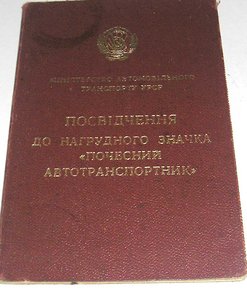 МІНІСТЕРСТВО АВТОМОБІЛЬНОГО
ТРАНСПОРТУ УРСР
ПОСВІДЧЕННЯ
ДО НАГРУДНОГО ЗНАЧКА
«ПОЧЕСНИЙ
АВТОТРАНСПОРТНИК»